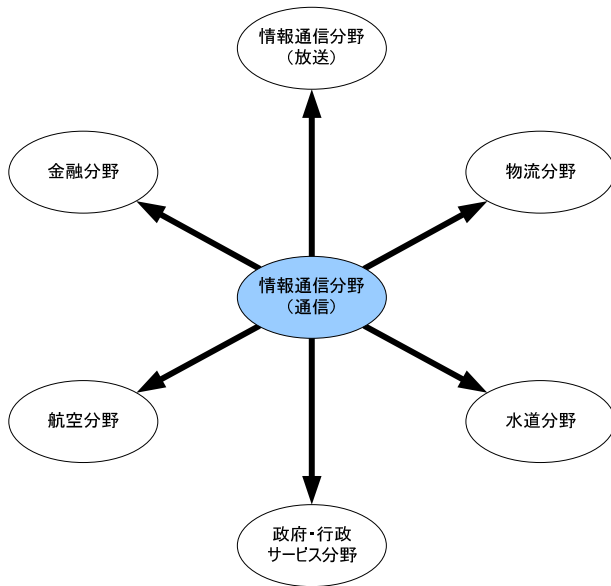 情報通信分野
(放送)
金融分野
物流分野
情報通信分野
(通信)
航空分野
水道分野
政府・行政
サービス分野